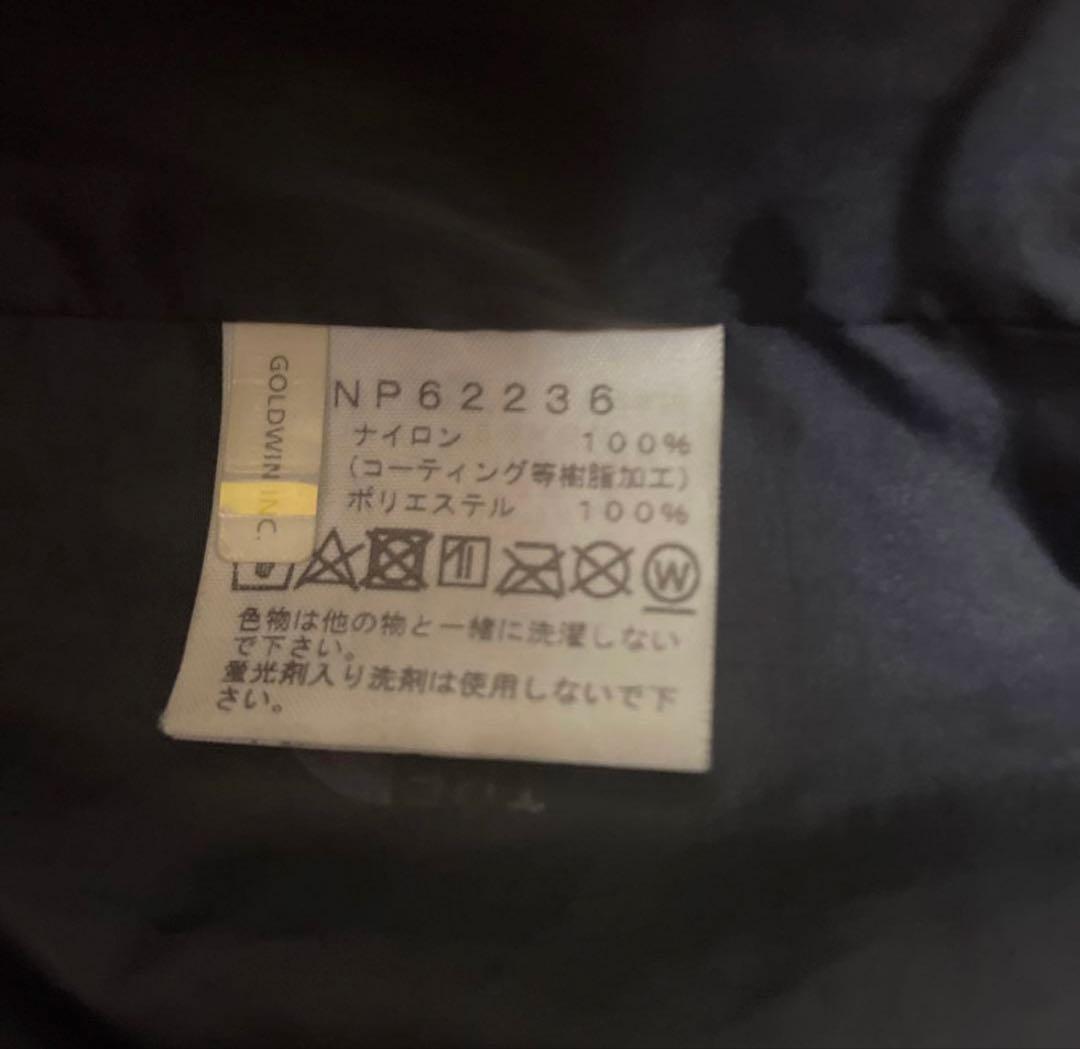 GOLDWIN INC.
NP62236
ナイロン 100%
(コーティング等樹脂加工)
ポリエステル 100%
W
色物は他の物と一緒に洗濯しない
で下さい。
蛍光剤入り洗剤は使用しないで下
さい。